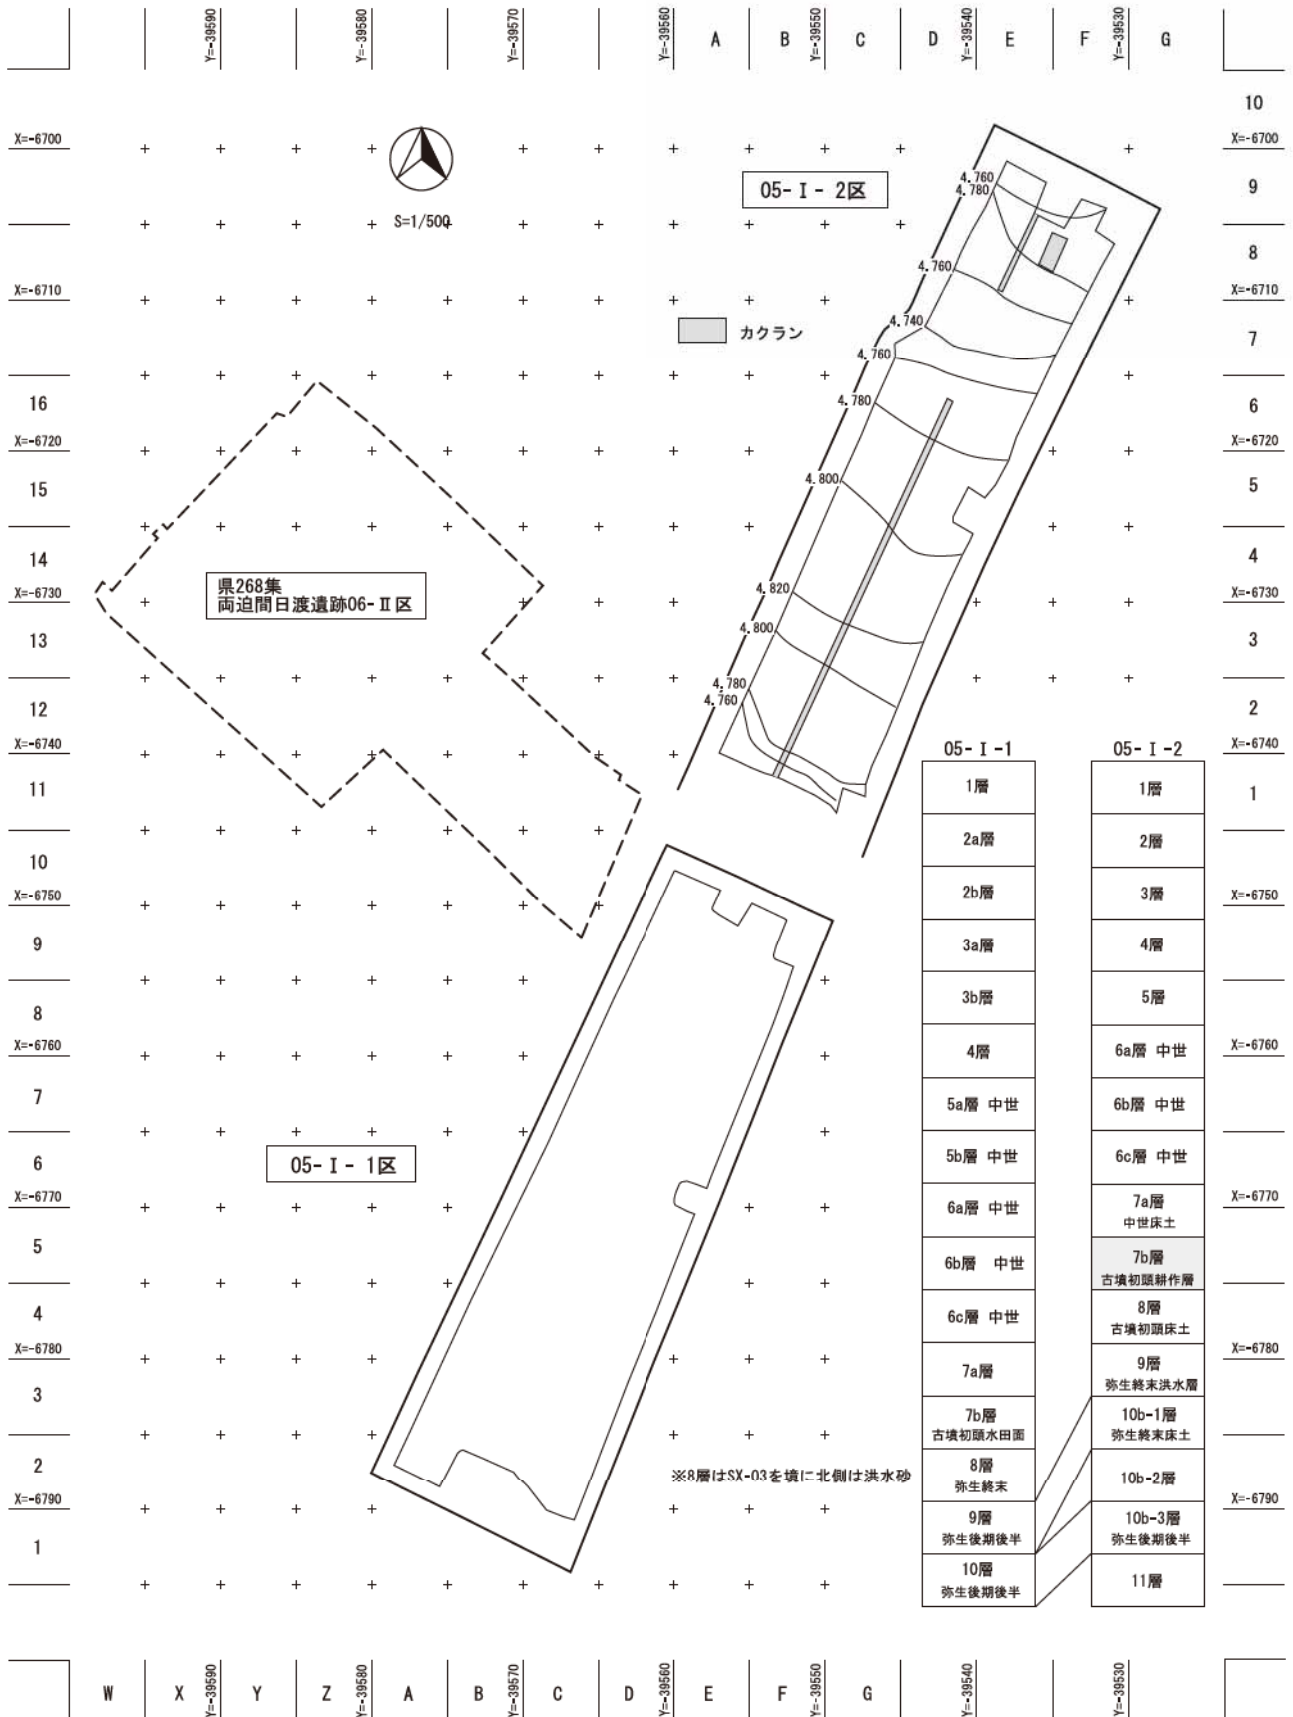 Y=-39590
Y=-39580
Y=-39570
Y=-39560
A
B
Y=-39550
C
D
Y=-39540
E
F
Y=-39530
G
10
X=-6700
X=-6700
05-Ⅰ- 2区
9
S=1/500
4.760
4.780
8
4.760
X=-6710
X=-6710
カクラン
4.740
7
4.760
16
4.780
6
X=-6720
X=-6720
15
4.800
5
14
4
県268集
両迫間日渡遺跡06-Ⅱ区
X=-6730
4.820
X=-6730
13
4.800
3
4.780
4.760
12
2
X=-6740
X=-6740
11
1
10
X=-6750
X=-6750
9
8
X=-6760
X=-6760
7
05-Ⅰ- 1区
6
X=-6770
X=-6770
5
4
X=-6780
X=-6780
3
2
X=-6790
X=-6790
1
※8層はSX-03を境に北側は洪水砂
05-Ⅰ-1
1層
2a層
2b層
3a層
3b層
4層
5a層 中世
5b層 中世
6a層 中世
6b層 中世
6c層 中世
7a層
7b層
古墳初頭水田面
8層
弥生終末
9層
弥生後期後半
10層
弥生後期後半
05-Ⅰ-2
1層
2層
3層
4層
5層
6a層 中世
6b層 中世
6c層 中世
7a層
中世床土
7b層
古墳初頭耕作層
8層
古墳初頭床土
9層
弥生終末洪水層
10b-1層
弥生終末床土
10b-2層
10b-3層
弥生後期後半
11層
W
X
Y=-39590
Y
Z
Y=-39580
A
B
Y=-39570
C
D
Y=-39560
E
F
Y=-39550
G
Y=-39540
Y=-39530